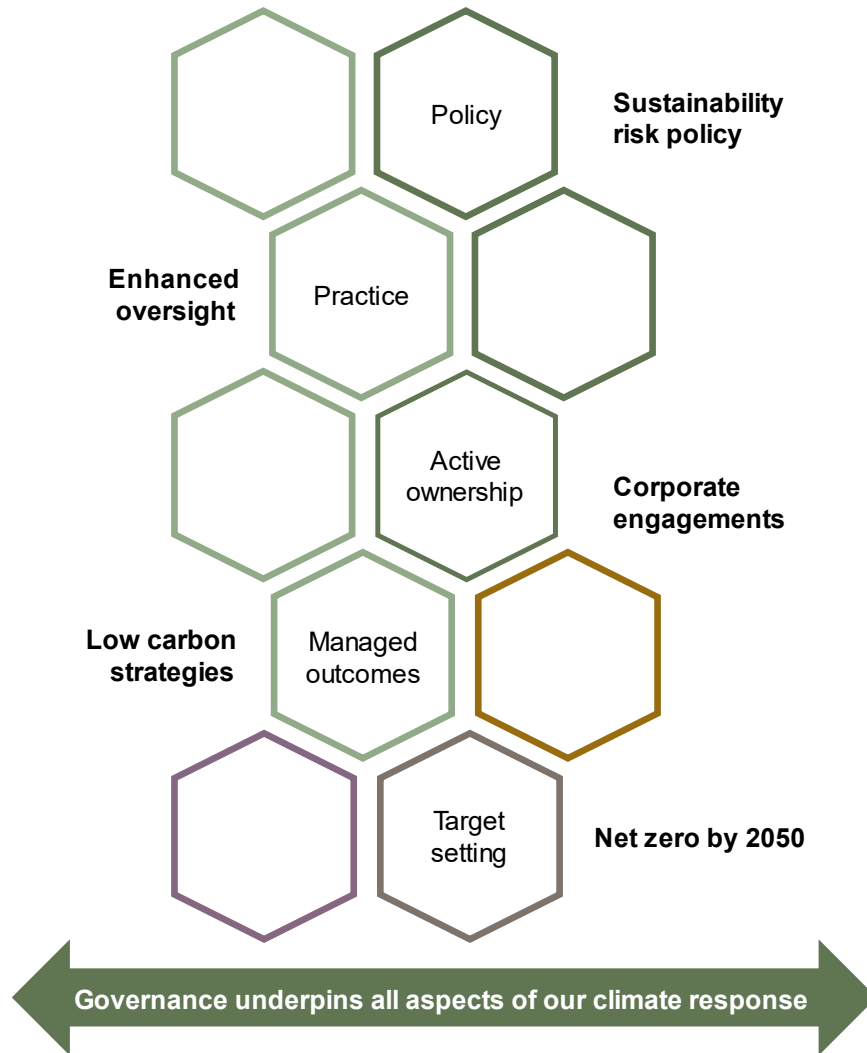 Policy
Sustainability
risk policy
Enhanced
oversight
Practice
Active
ownership
Corporate
engagements
Low carbon
strategies
Managed
outcomes
Target
setting
Net zero by 2050
Governance underpins all aspects of our climate response